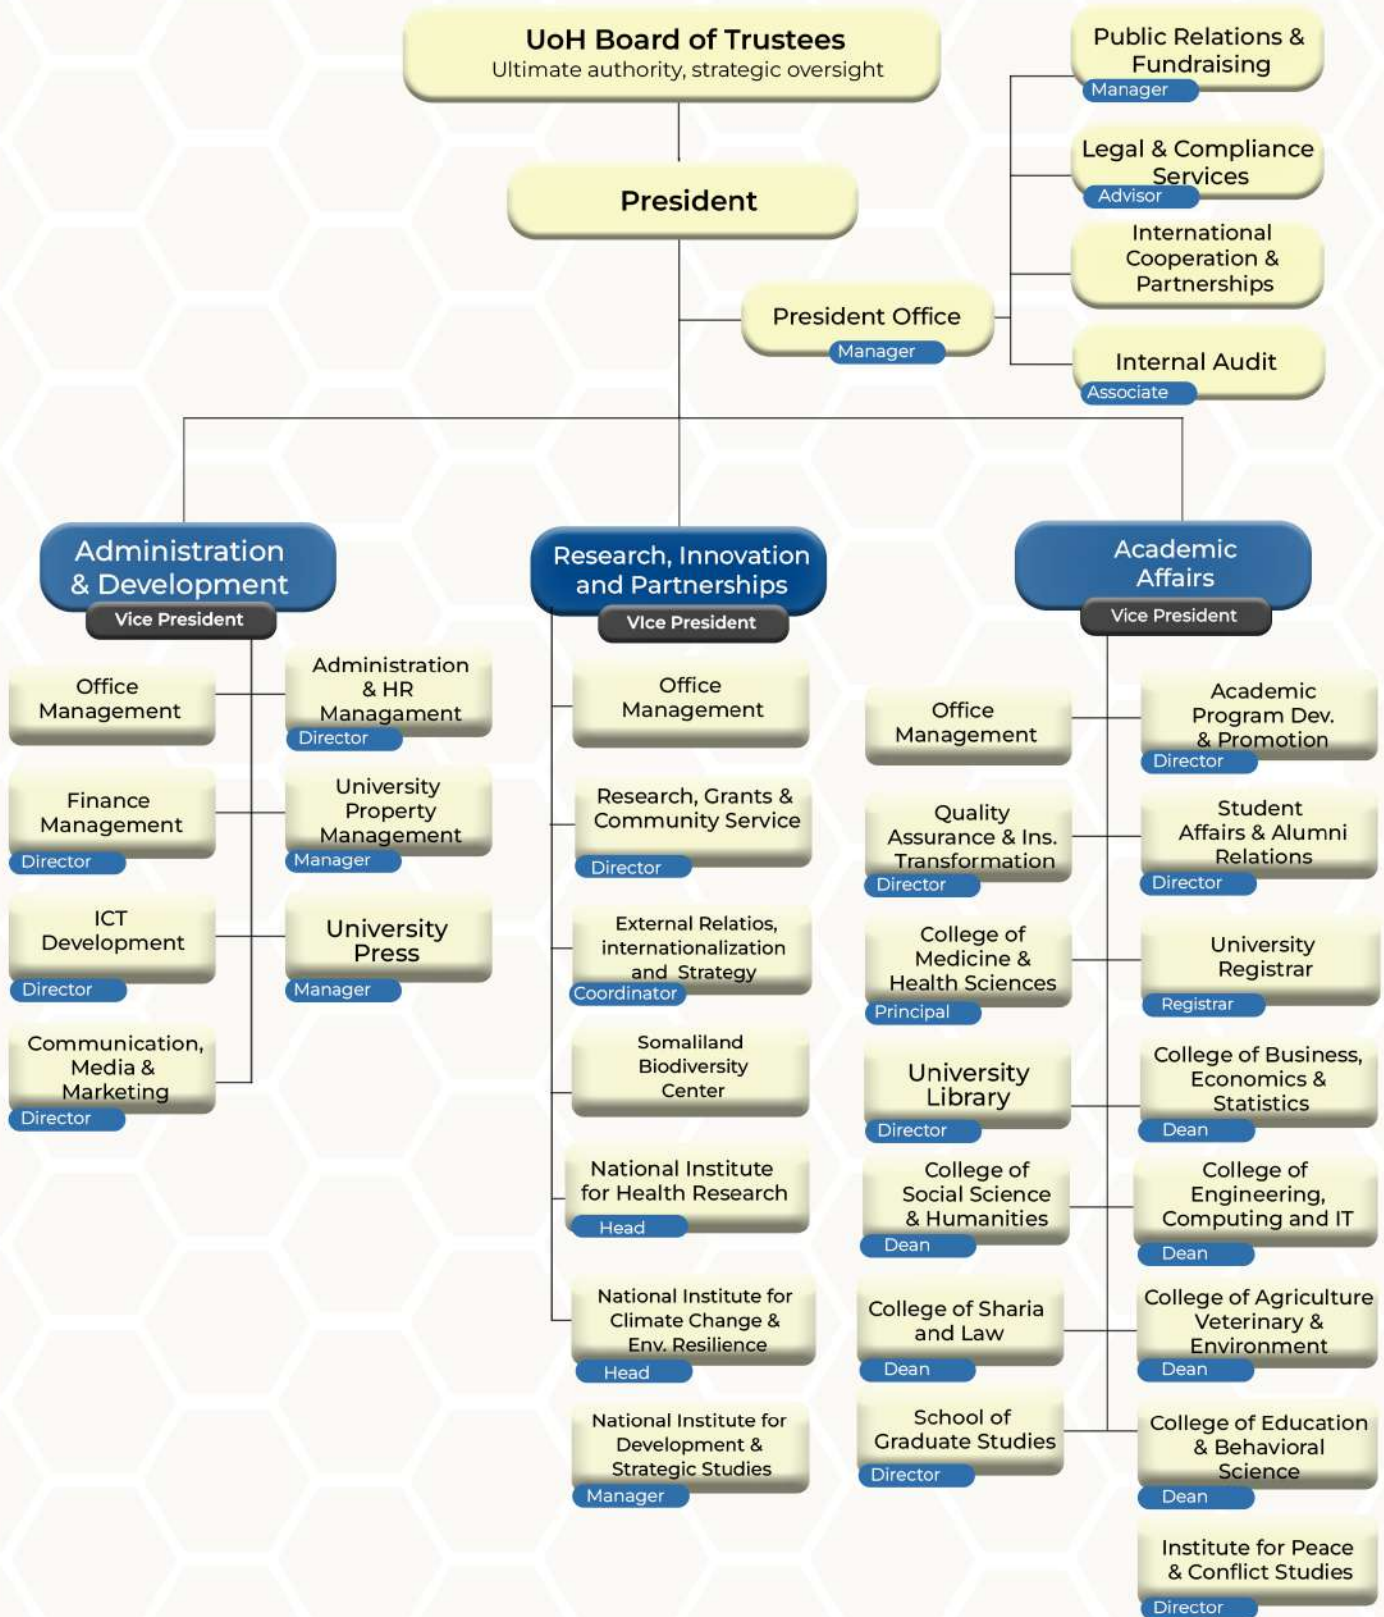 UoH Board of Trustees
Ultimate authority, strategic oversight
President
President Office
Manager
Public Relations &
Fundraising
Manager
Legal & Compliance
Services
Advisor
International
Cooperation &
Partnerships
Internal Audit
Associate
Administration
& Development
Vice President
Office
Management
Administration
& HR
Managament
Director
Finance
Management
Director
University
Property
Management
Manager
ICT
Development
Director
University
Press
Manager
Communication,
Media &
Marketing
Director
Research, Innovation
and Partnerships
VIce President
Office
Management
Research, Grants &
Community Service
Director
External Relatios,
internationalization
and Strategy
Coordinator
Somaliland
Biodiversity
Center
National Institute
for Health Research
Head
National Institute for
Climate Change &
Env. Resilience
Head
National Institute for
Development &
Strategic Studies
Manager
Academic
Affairs
Vice President
Office
Management
Academic
Program Dev.
& Promotion
Director
Quality
Assurance & Ins.
Transformation
Director
Student
Affairs & Alumni
Relations
Director
College of
Medicine &
Health Sciences
Principal
University
Registrar
Registrar
University
Library
Director
College of Business,
Economics &
Statistics
Dean
College of
Social Science
& Humanities
Dean
College of
Engineering,
Computing and IT
Dean
College of Sharia
and Law
Dean
College of Agriculture
Veterinary &
Environment
Dean
School of
Graduate Studies
Director
College of Education
& Behavioral
Science
Dean
Institute for Peace
& Conflict Studies
Director